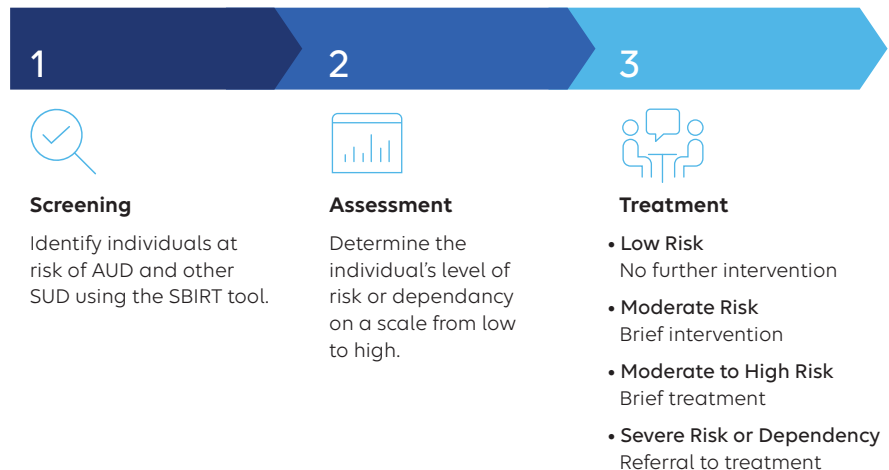 1
2
3
Screening
Identify individuals at
risk of AUD and other
SUD using the SBIRT tool.
Assessment
Determine the
individual's level of
risk or dependancy
on a scale from low
to high.
Treatment
• Low Risk
No further intervention
• Moderate Risk
Brief intervention
• Moderate to High Risk
Brief treatment
• Severe Risk or Dependency
Referral to treatment